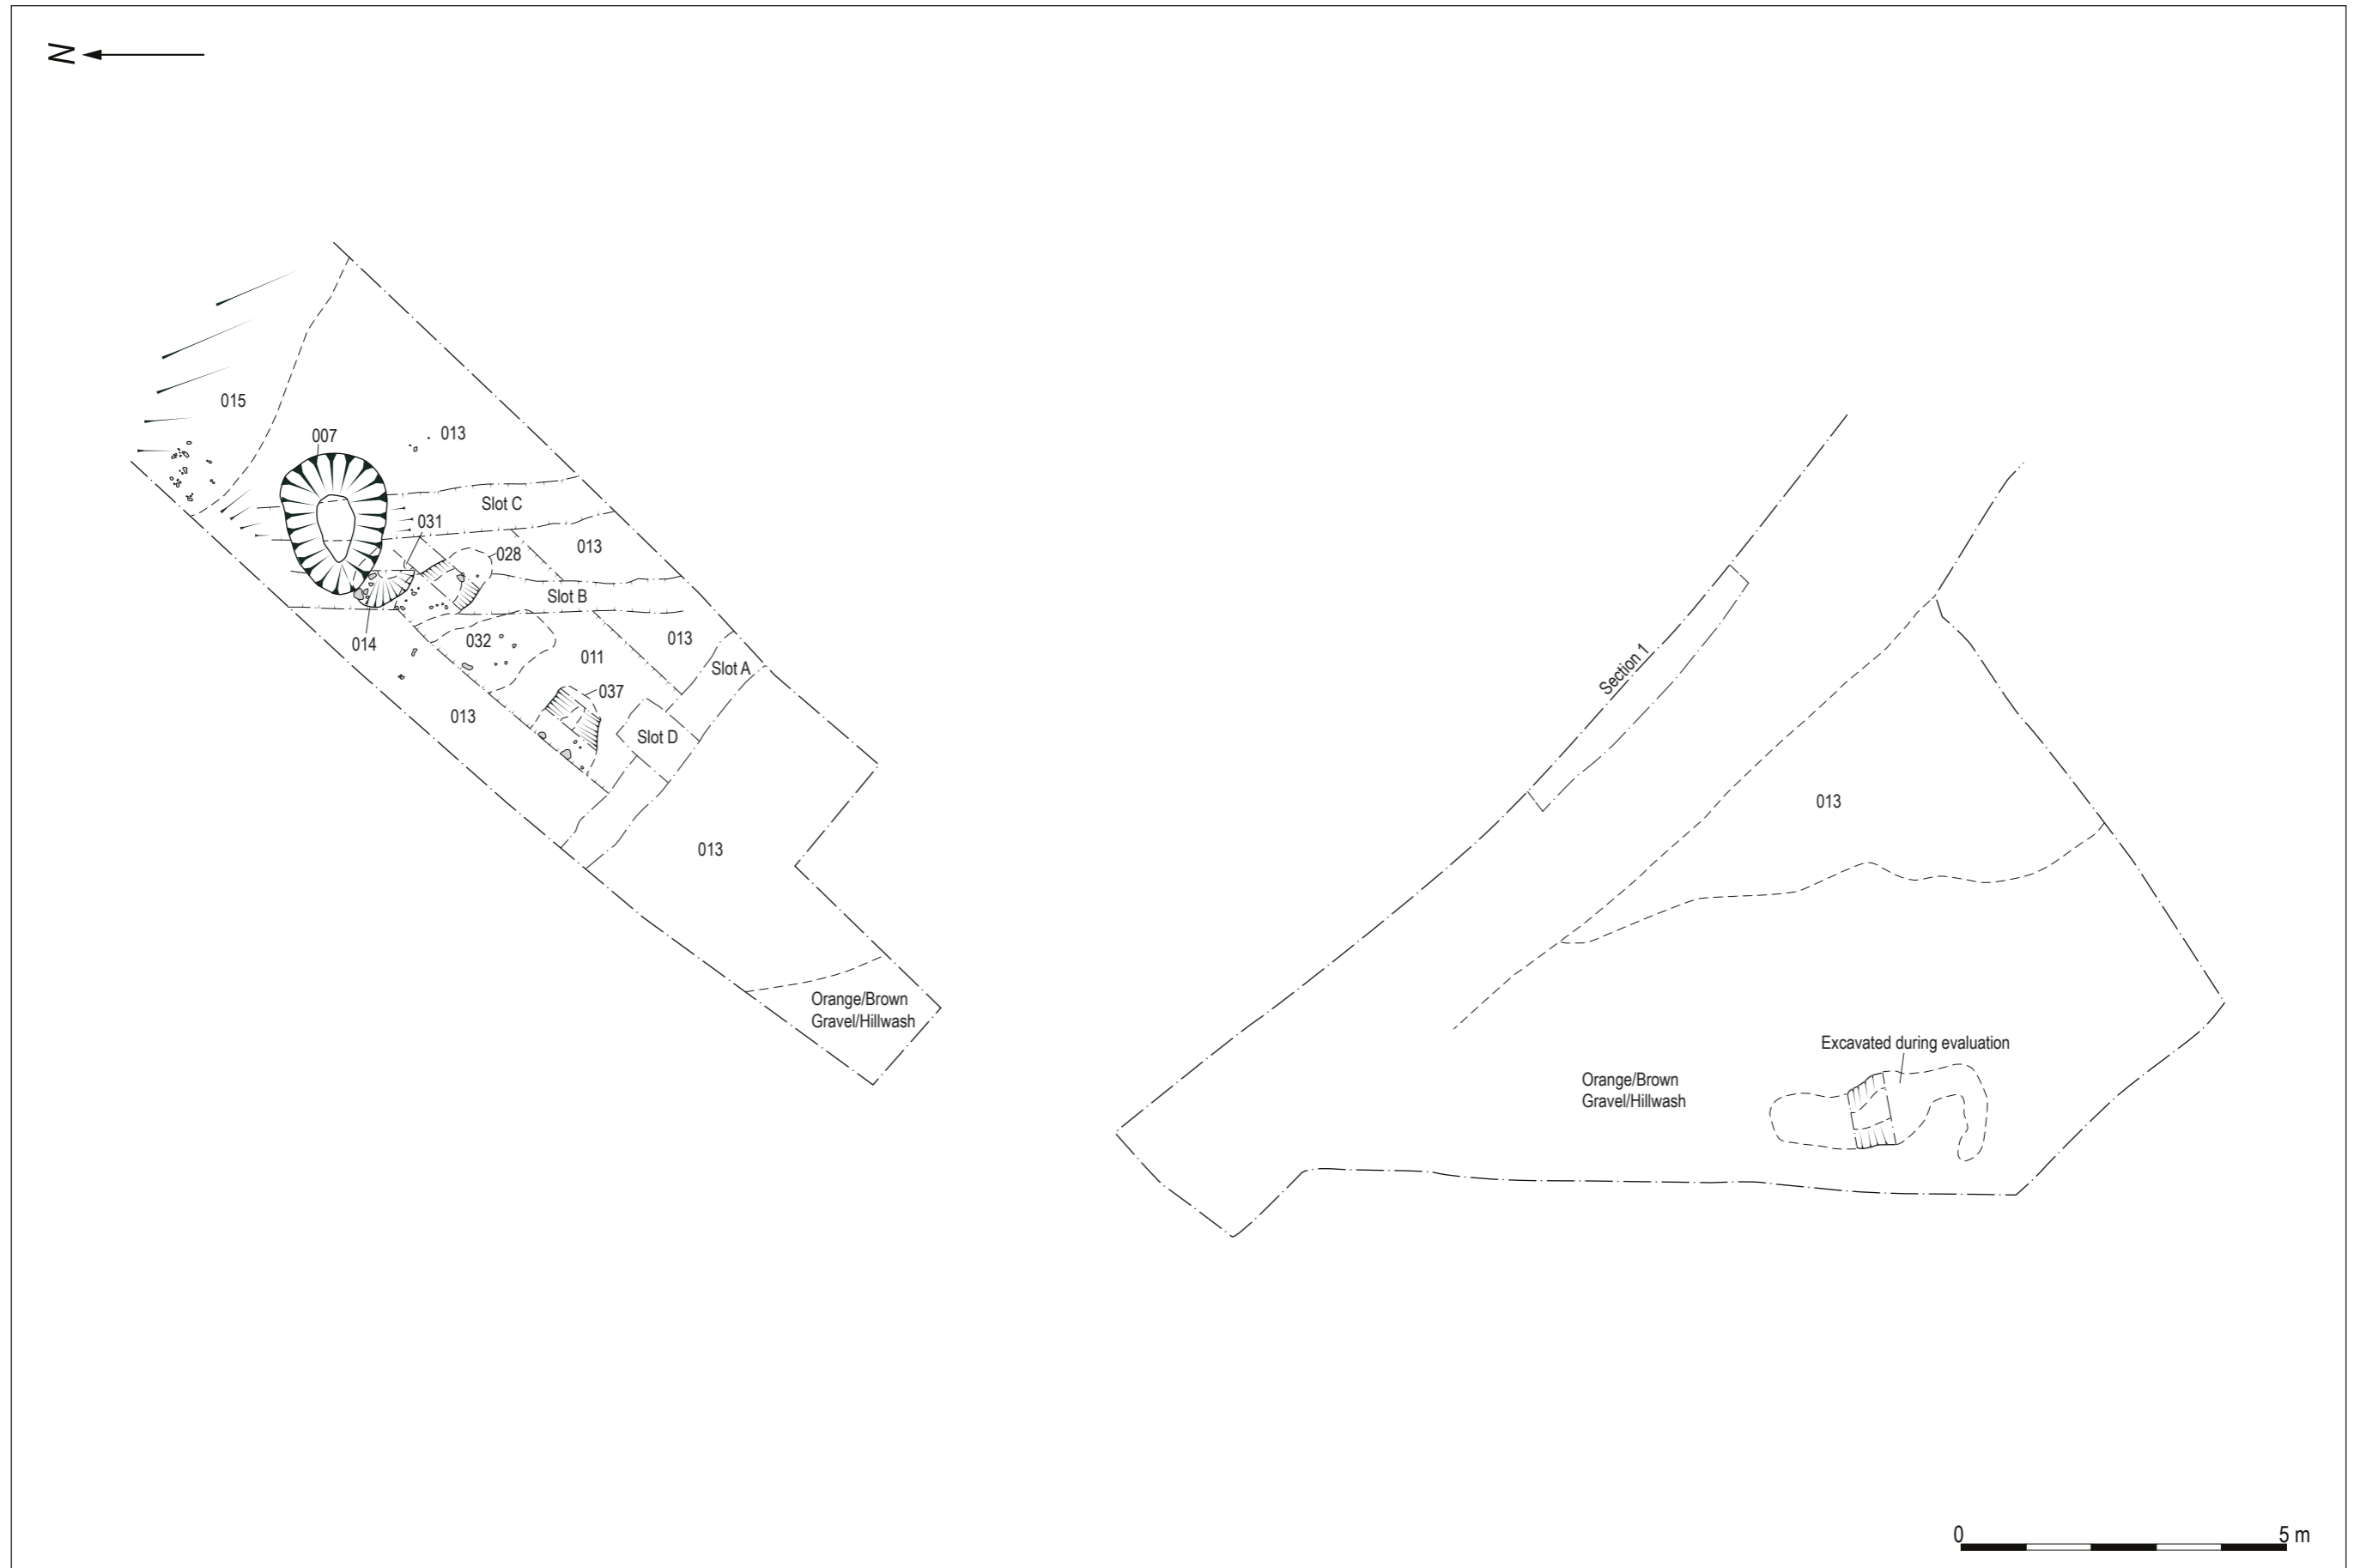 N
015
007
013
Slot C
031
028
013
Slot B
014
032
013
011
Slot A
037
013
Slot D
013
Orange/Brown
Gravel/Hillwash
Section 1
013
Excavated during evaluation
Orange/Brown
Gravel/Hillwash
0
5 m